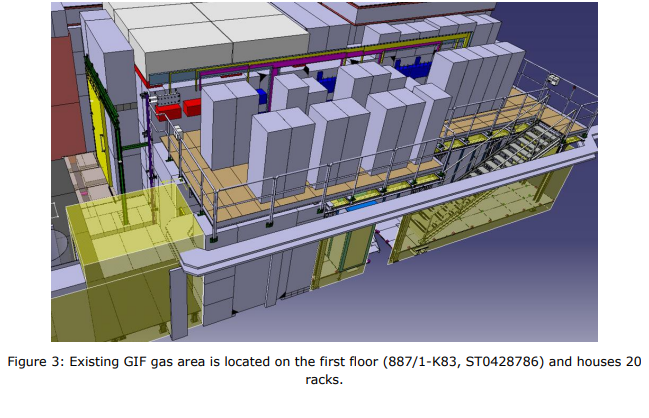 Figure 3: Existing GIF gas area is located on the first floor (887/1-K83, ST0428786) and houses 20
racks.